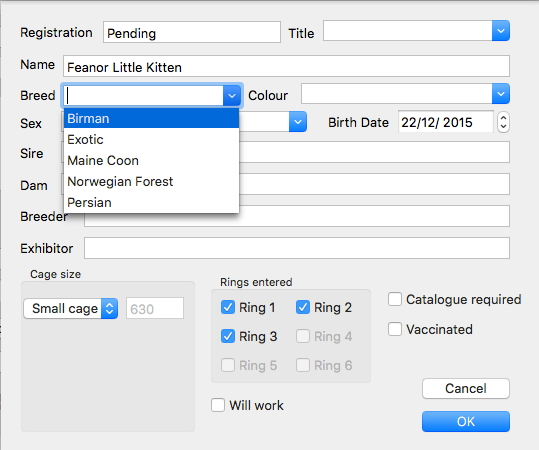 Registration Pending Title
Name Feanor Little Kitten
Breed Colour
Birman
Sex Birth Date 22/12/ 2015
Exotic
Sire Maine Coon
Dam Norwegian Forest
Persian
Breeder
Exhibitor
Cage size Rings entered
Small cage 630 Ring 1 Ring 2 Catalogue required
Ring 3 Ring 4 Vaccinated
Ring 5 Ring 6
Cancel
Will work
OK